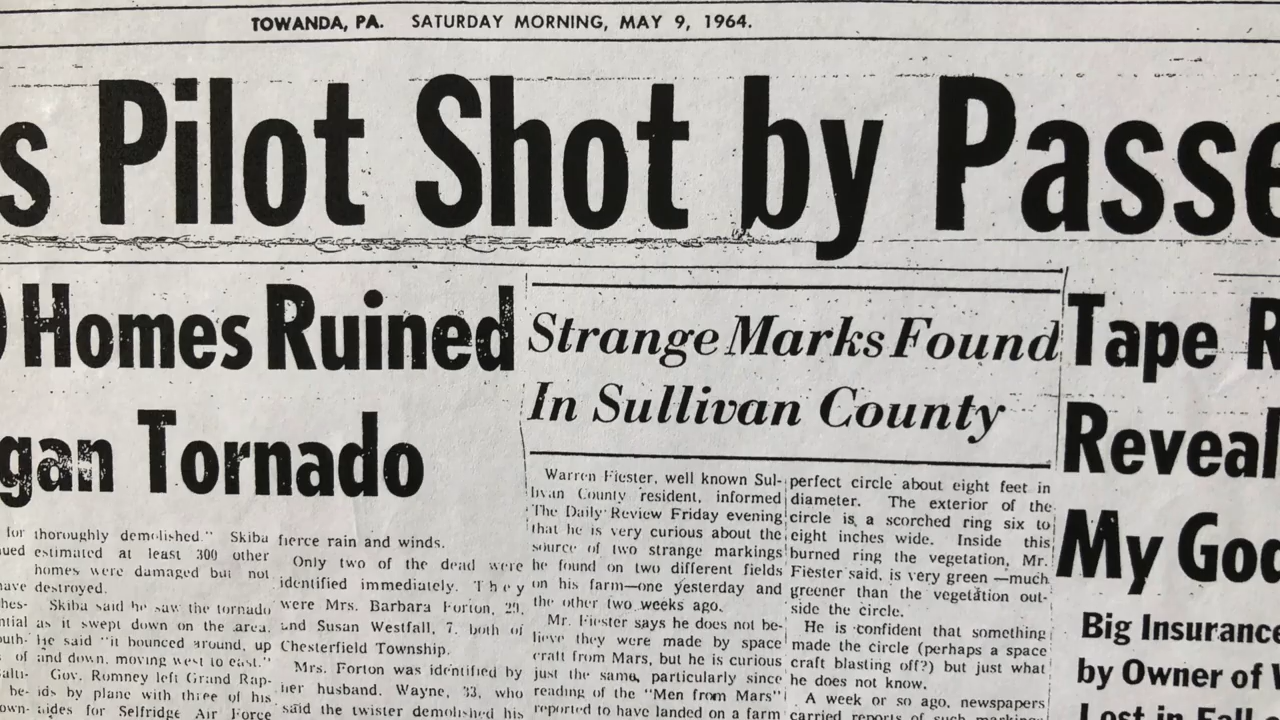 TOWANDA, PA. SATURDAY MORNING, MAY 9, 1964.
s Pilot Shot by Passe
Homes Ruined
gan Tornado
for
ued
have
hes-
ntial
outh-
of
be-
own-
thoroughly demolished." Skiba
estimated at least 300 other
homes were damaged but not
destroyed.
Skiba said he saw the tornado
as it swept down on the area.
he said "it bounced around, up
and down, moving west to east."
Gov. Romney left Grand Rap-
ids by plane with three of his
aides for Selfridge Air Force
fierce rain and winds.
Only two of the dead were
identified immediately. They
were Mrs. Barbara Forton, 29,
and Susan Westfall, 7, both of
Chesterfield Township.
Mrs. Forton was identified by
her husband, Wayne, 33, who
said the twister demolished his
Strange Marks Found
In Sullivan County
Warren Fiester, well known Sul-
livan County resident, informed
The Daily Review Friday evening
that he is very curious about the
source of two strange markings
he found on two different fields
on his farm—one yesterday and
the other two weeks ago.
Mr. Fiester says he does not be-
lieve they were made by space
craft from Mars, but he is curious
just the same, particularly since
reading of the "Men from Mars"
reported to have landed on a farm
perfect circle about eight feet in
diameter. The exterior of the
circle is a scorched ring six to
eight inches wide. Inside this
burned ring the vegetation, Mr.
Fiester said, is very green —much
greener than the vegetation out-
side the circle.
He is confident that something
made the circle (perhaps a space
craft blasting off?) but just what
he does not know.
A week or so ago, newspapers
carried reports of such markings
Tape R
Reveal
My God
Big Insurance
by Owner of
Lost in Fall